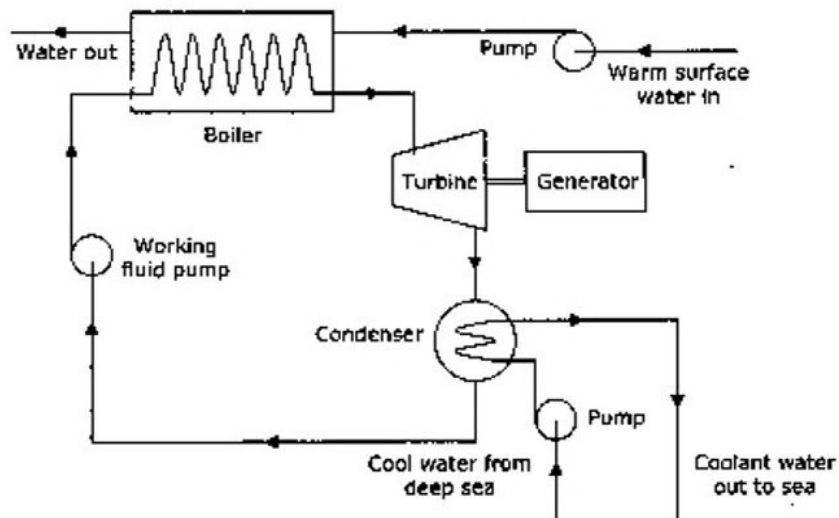 Water out
Pump
Warm surface
water in
Boiler
Turbine
Generator
Working
fluid pump
Condenser
Pump
Cool water from
deep sea
Coolant water
out to sea